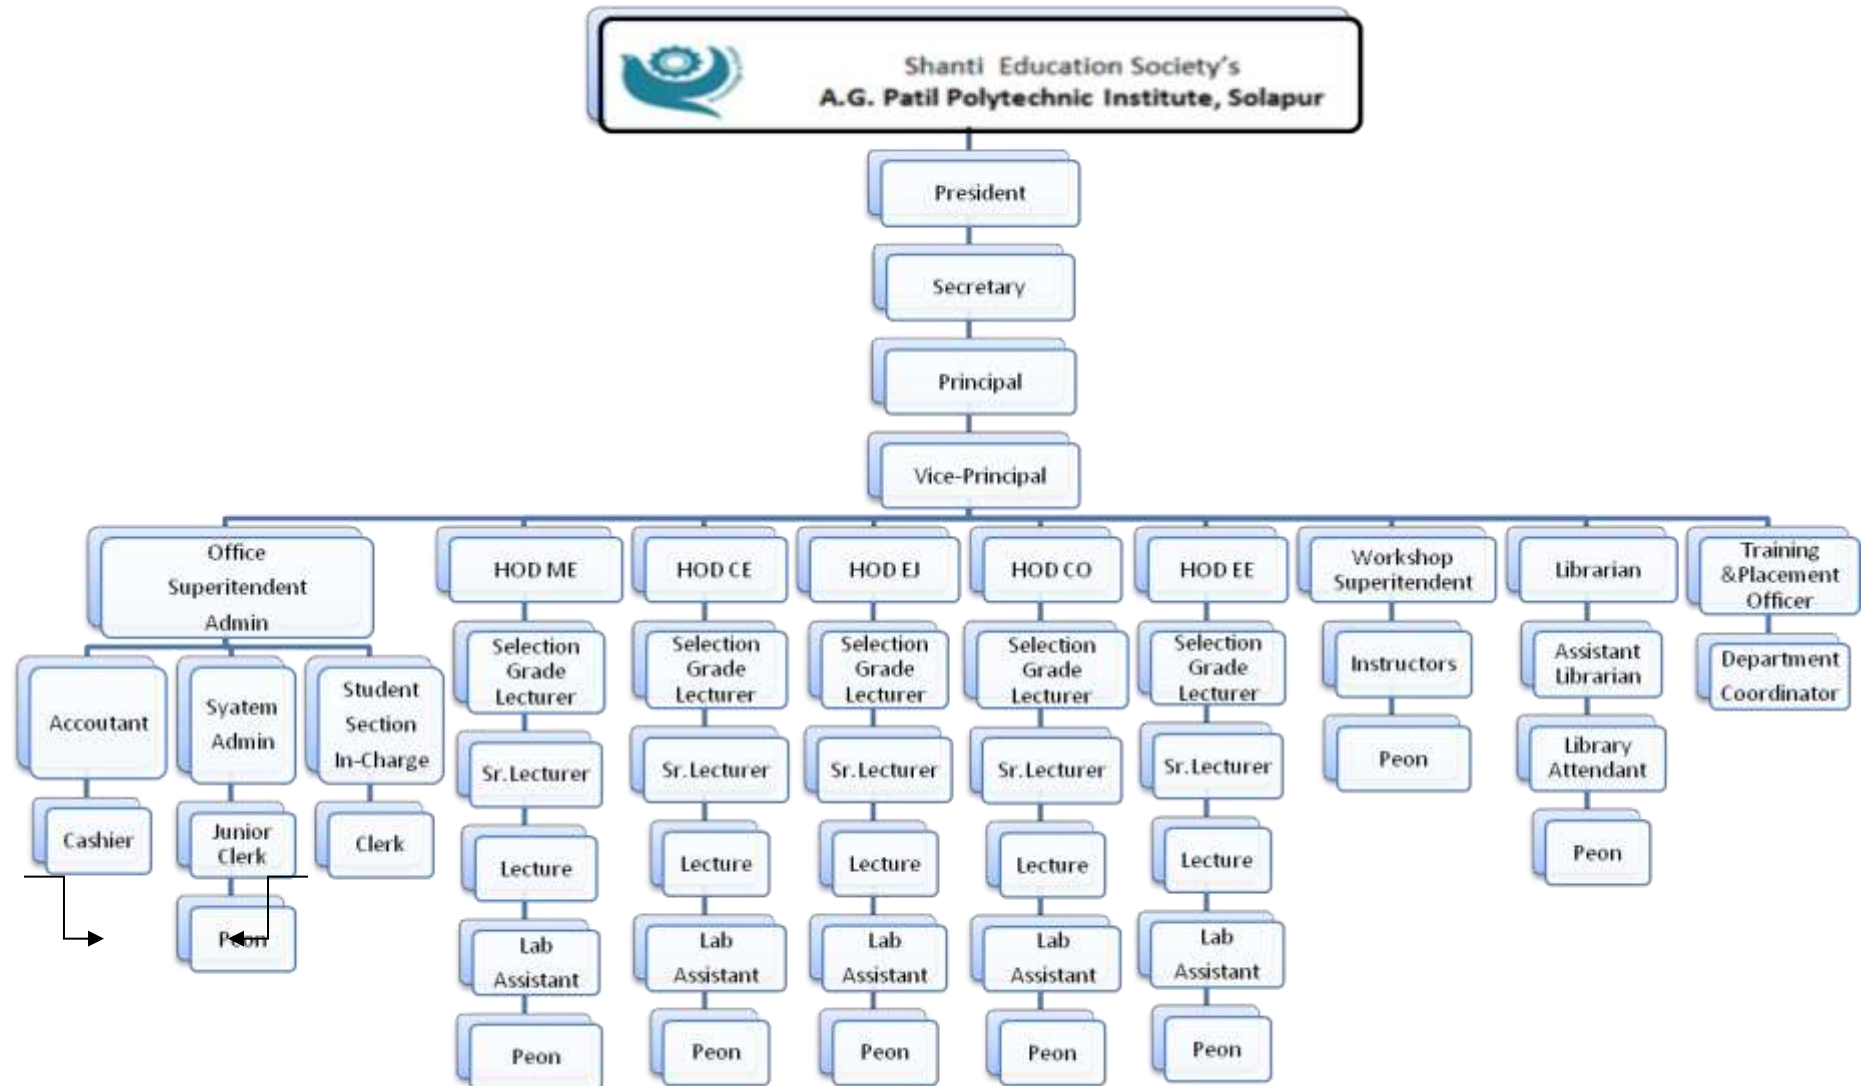 Shanti Education Society's
A.G. Patil Polytechnic Institute, Solapur
President
Secretary
Principal
Vice-Principal
Office
Superitendent
Admin
HOD ME
HOD CE
HOD EJ
HOD CO
HOD EE
Workshop
Superitendent
Librarian
Training
&Placement
Officer
Accoutant
Syatem
Admin
Student
Section
In-Charge
Selection
Grade
Lecturer
Selection
Grade
Lecturer
Selection
Grade
Lecturer
Selection
Grade
Lecturer
Selection
Grade
Lecturer
Instructors
Assistant
Librarian
Department
Coordinator
Cashier
Junior
Clerk
Clerk
Sr.Lecturer
Sr.Lecturer
Sr.Lecturer
Sr.Lecturer
Sr.Lecturer
Peon
Library
Attendant
Peon
Lecture
Lecture
Lecture
Lecture
Lecture
Peon
Lab
Assistant
Lab
Assistant
Lab
Assistant
Lab
Assistant
Lab
Assistant
Peon
Peon
Peon
Peon
Peon